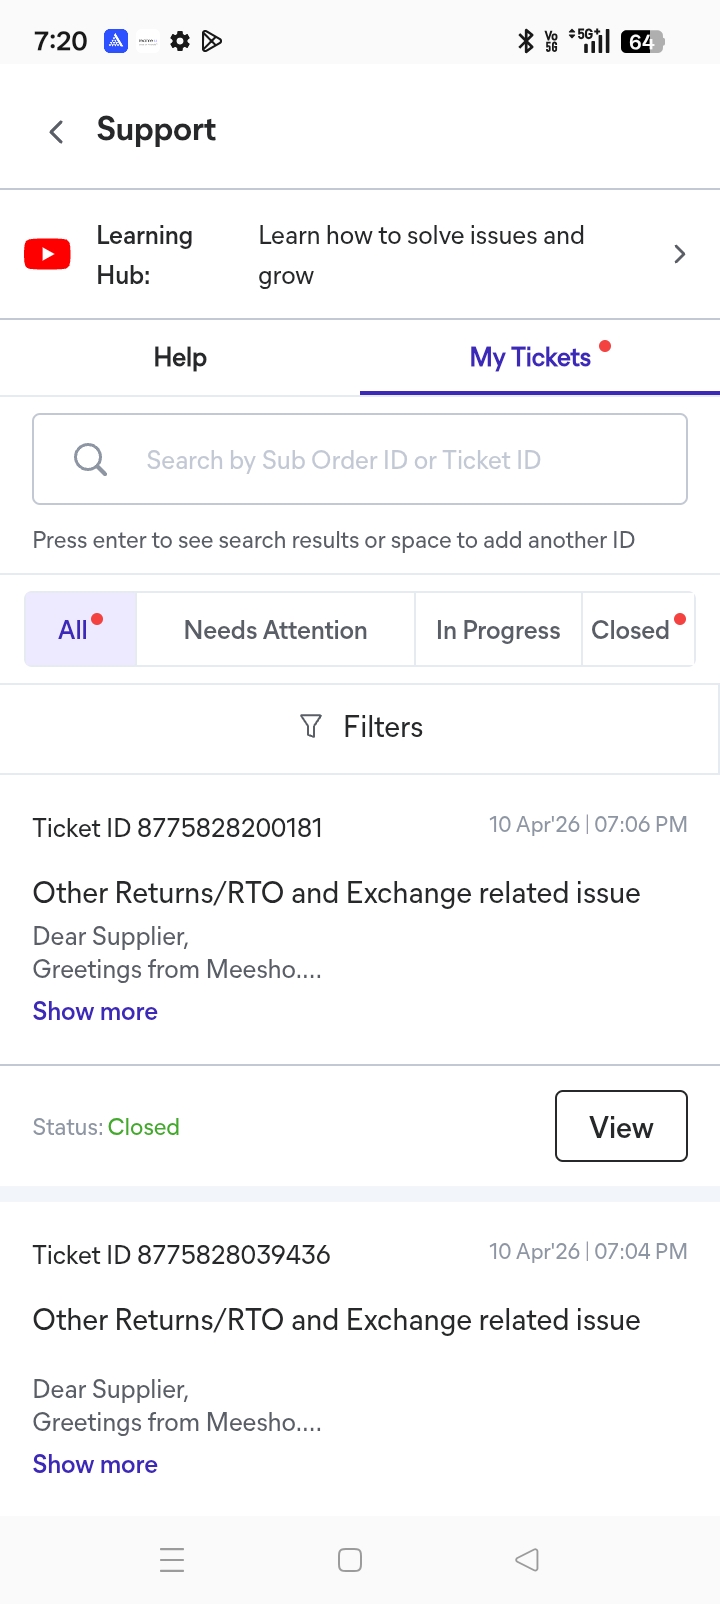 7:20
Vo
5G
5G+
64
Support
Learning
Hub:
Learn how to solve issues and
grow
Help
My Tickets
Search by Sub Order ID or Ticket ID
Press enter to see search results or space to add another ID
All
Needs Attention
In Progress
Closed
Filters
Ticket ID 8775828200181
10 Apr'26 | 07:06 PM
Other Returns/RTO and Exchange related issue
Dear Supplier,
Greetings from Meesho....
Show more
Status: Closed
View
Ticket ID 8775828039436
10 Apr'26 | 07:04 PM
Other Returns/RTO and Exchange related issue
Dear Supplier,
Greetings from Meesho....
Show more